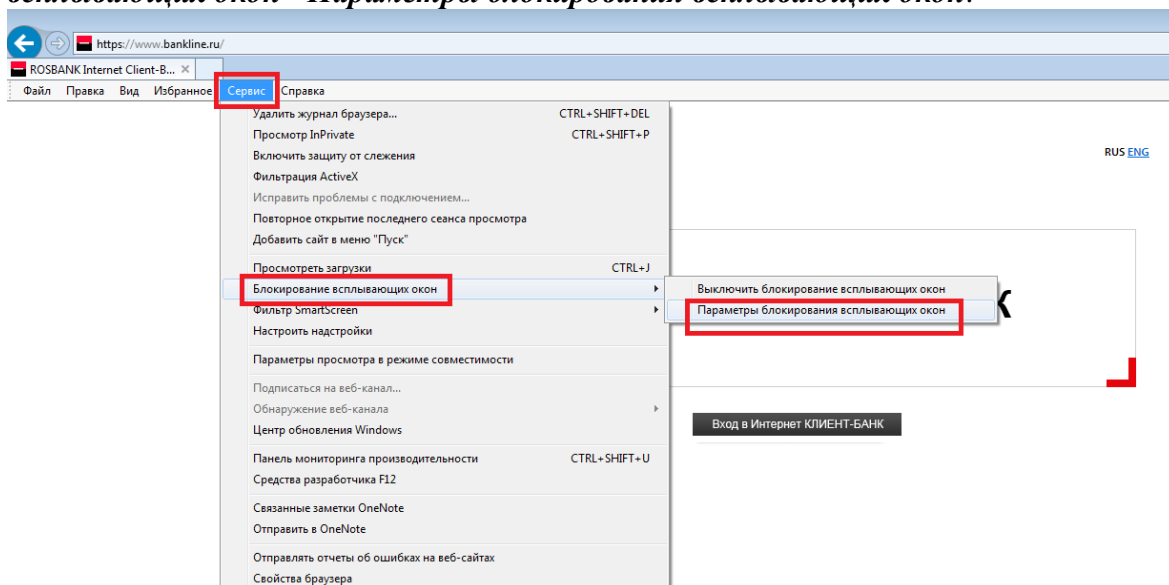 всплывающих окон - Параметры блокирования всплывающих окон:
https://www.bankline.ru/
ROSBANK Internet Client-B...
Файл Правка Вид Избранное Сервис Справка
Удалить журнал браузера... CTRL+SHIFT+DEL
Просмотр InPrivate CTRL+SHIFT+P
Включить защиту от слежения
RUS ENG
Фильтрация ActiveX
Исправить проблемы с подключением...
Повторное открытие последнего сеанса просмотра
Добавить сайт в меню "Пуск"
Просмотреть загрузки CTRL+J
Блокирование всплывающих окон
Выключить блокирование всплывающих окон
Фильтр SmartScreen
Параметры блокирования всплывающих окон
Настроить надстройки
Параметры просмотра в режиме совместимости
Подписаться на веб-канал...
Обнаружение веб-канала
Вход в Интернет КЛИЕНТ-БАНК
Центр обновления Windows
Панель мониторинга производительности CTRL+SHIFT+U
Средства разработчика F12
Связанные заметки OneNote
Отправить в OneNote
Отправлять отчеты об ошибках на веб-сайтах
Свойства браузера